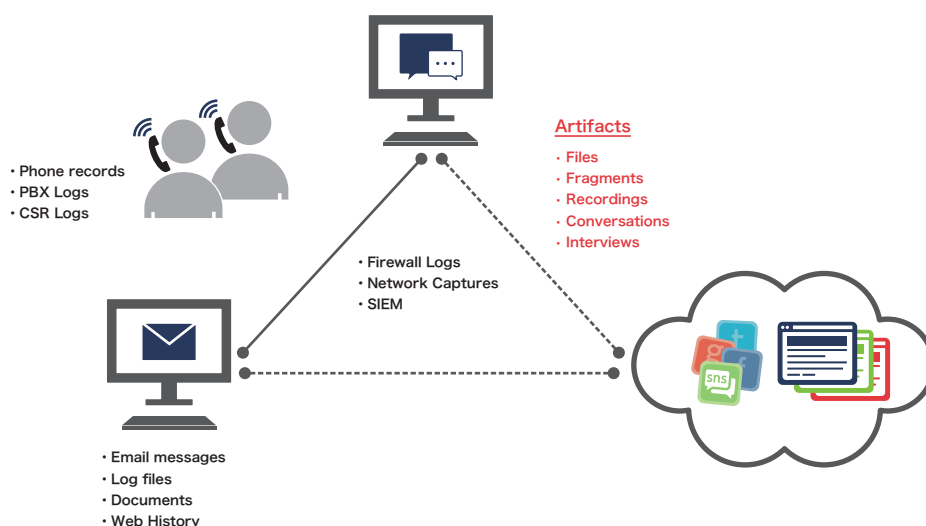 Artifacts
・Files
・Fragments
・Recordings
・Conversations
・Interviews
・Phone records
・PBX Logs
・CSR Logs
・Firewall Logs
・Network Captures
・SIEM
t
g
f
sns
・Email messages
・Log files
・Documents
・Web History